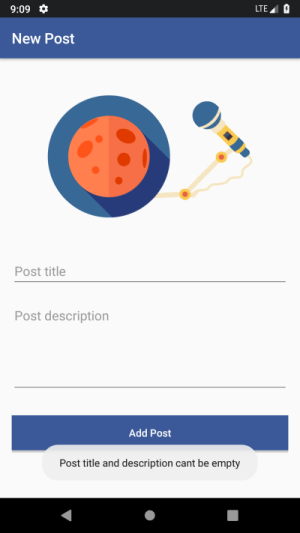 9:09 LTE
New Post
Post title
Post description
Add Post
Post title and description cant be empty